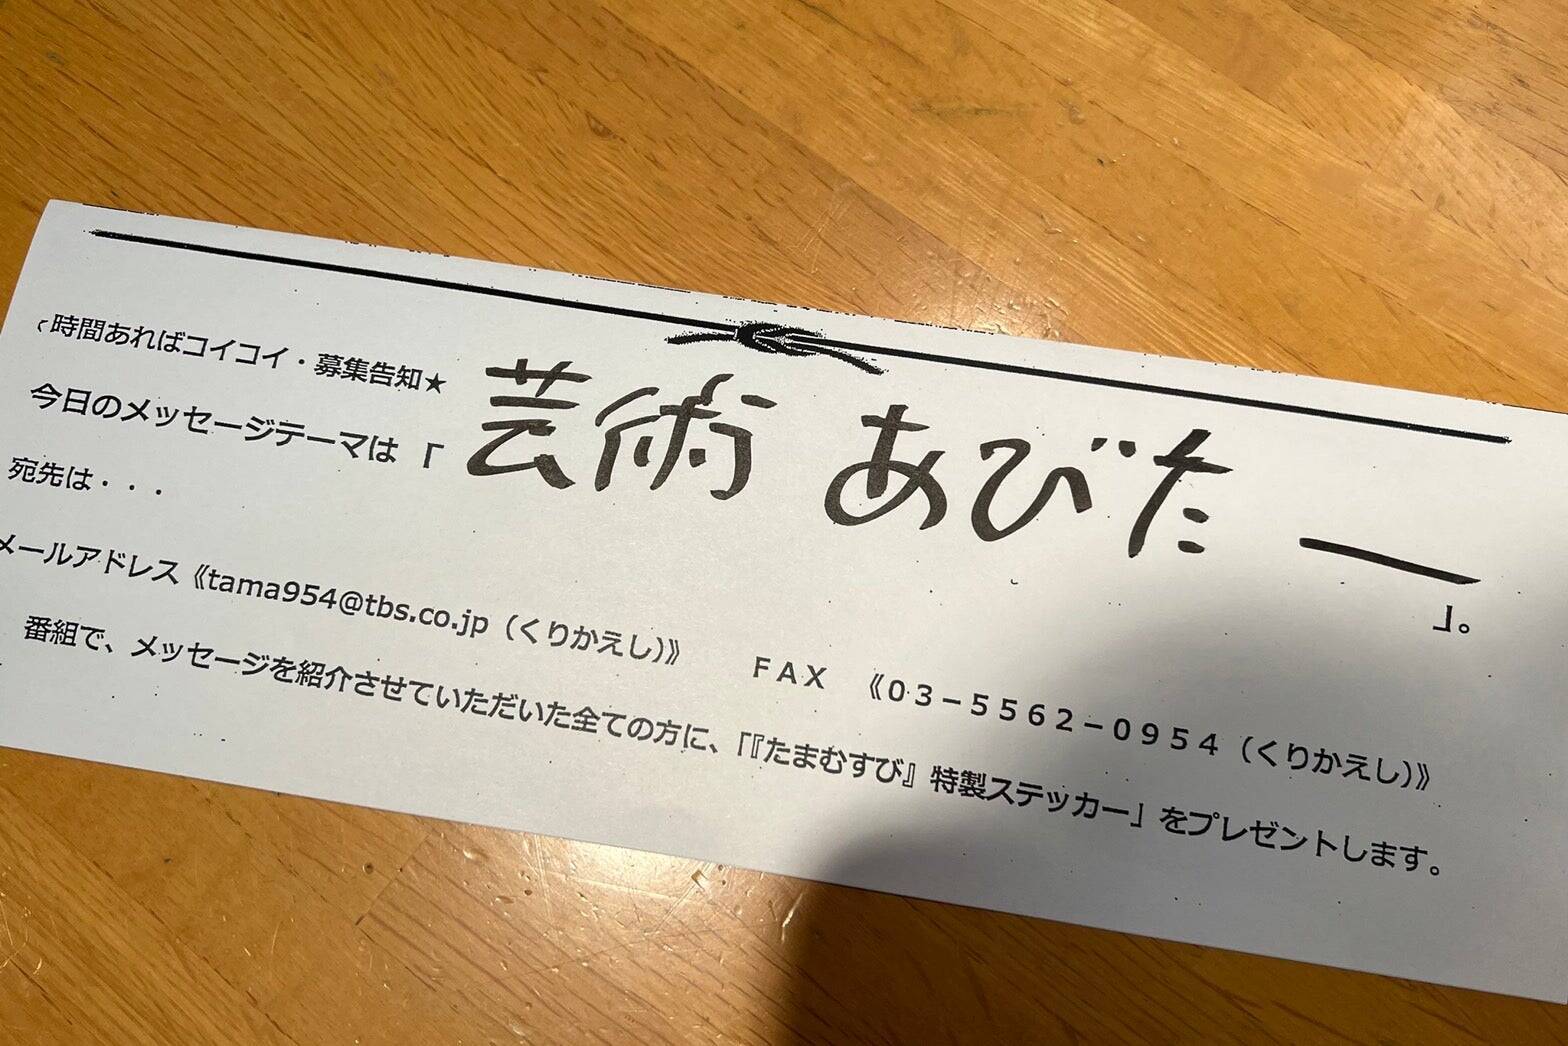 時間あればコイコイ・募集告知★
今日のメッセージテーマは「芸術 あびたー」。
宛先は・・・
メールアドレス《tama954@tbs.co.jp（くりかえし）》 ＦＡＸ 《０３－５５６２－０９５４（くりかえし）》
番組で、メッセージを紹介させていただいた全ての方に、「『たまむすび』特製ステッカー」をプレゼントします。